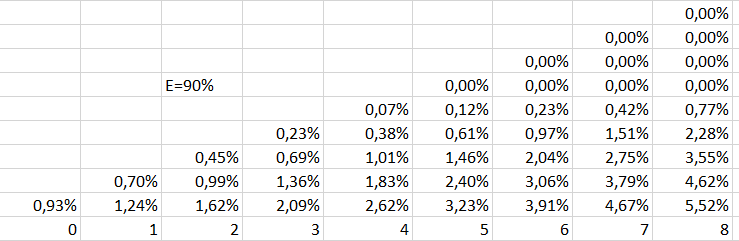 0,00%
0,00% 0,00%
0,00% 0,00% 0,00%
E=90% 0,00% 0,00% 0,00% 0,00%
0,07% 0,12% 0,23% 0,42% 0,77%
0,23% 0,38% 0,61% 0,97% 1,51% 2,28%
0,45% 0,69% 1,01% 1,46% 2,04% 2,75% 3,55%
0,70% 0,99% 1,36% 1,83% 2,40% 3,06% 3,79% 4,62%
0,93% 1,24% 1,62% 2,09% 2,62% 3,23% 3,91% 4,67% 5,52%
0 1 2 3 4 5 6 7 8